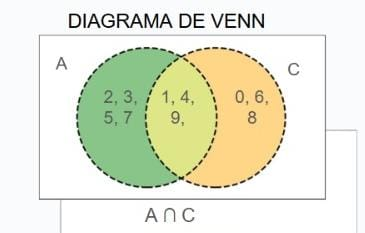 DIAGRAMA DE VENN
A
C
2, 3,
5, 7
1, 4,
9,
0, 6,
8
A ∩ C